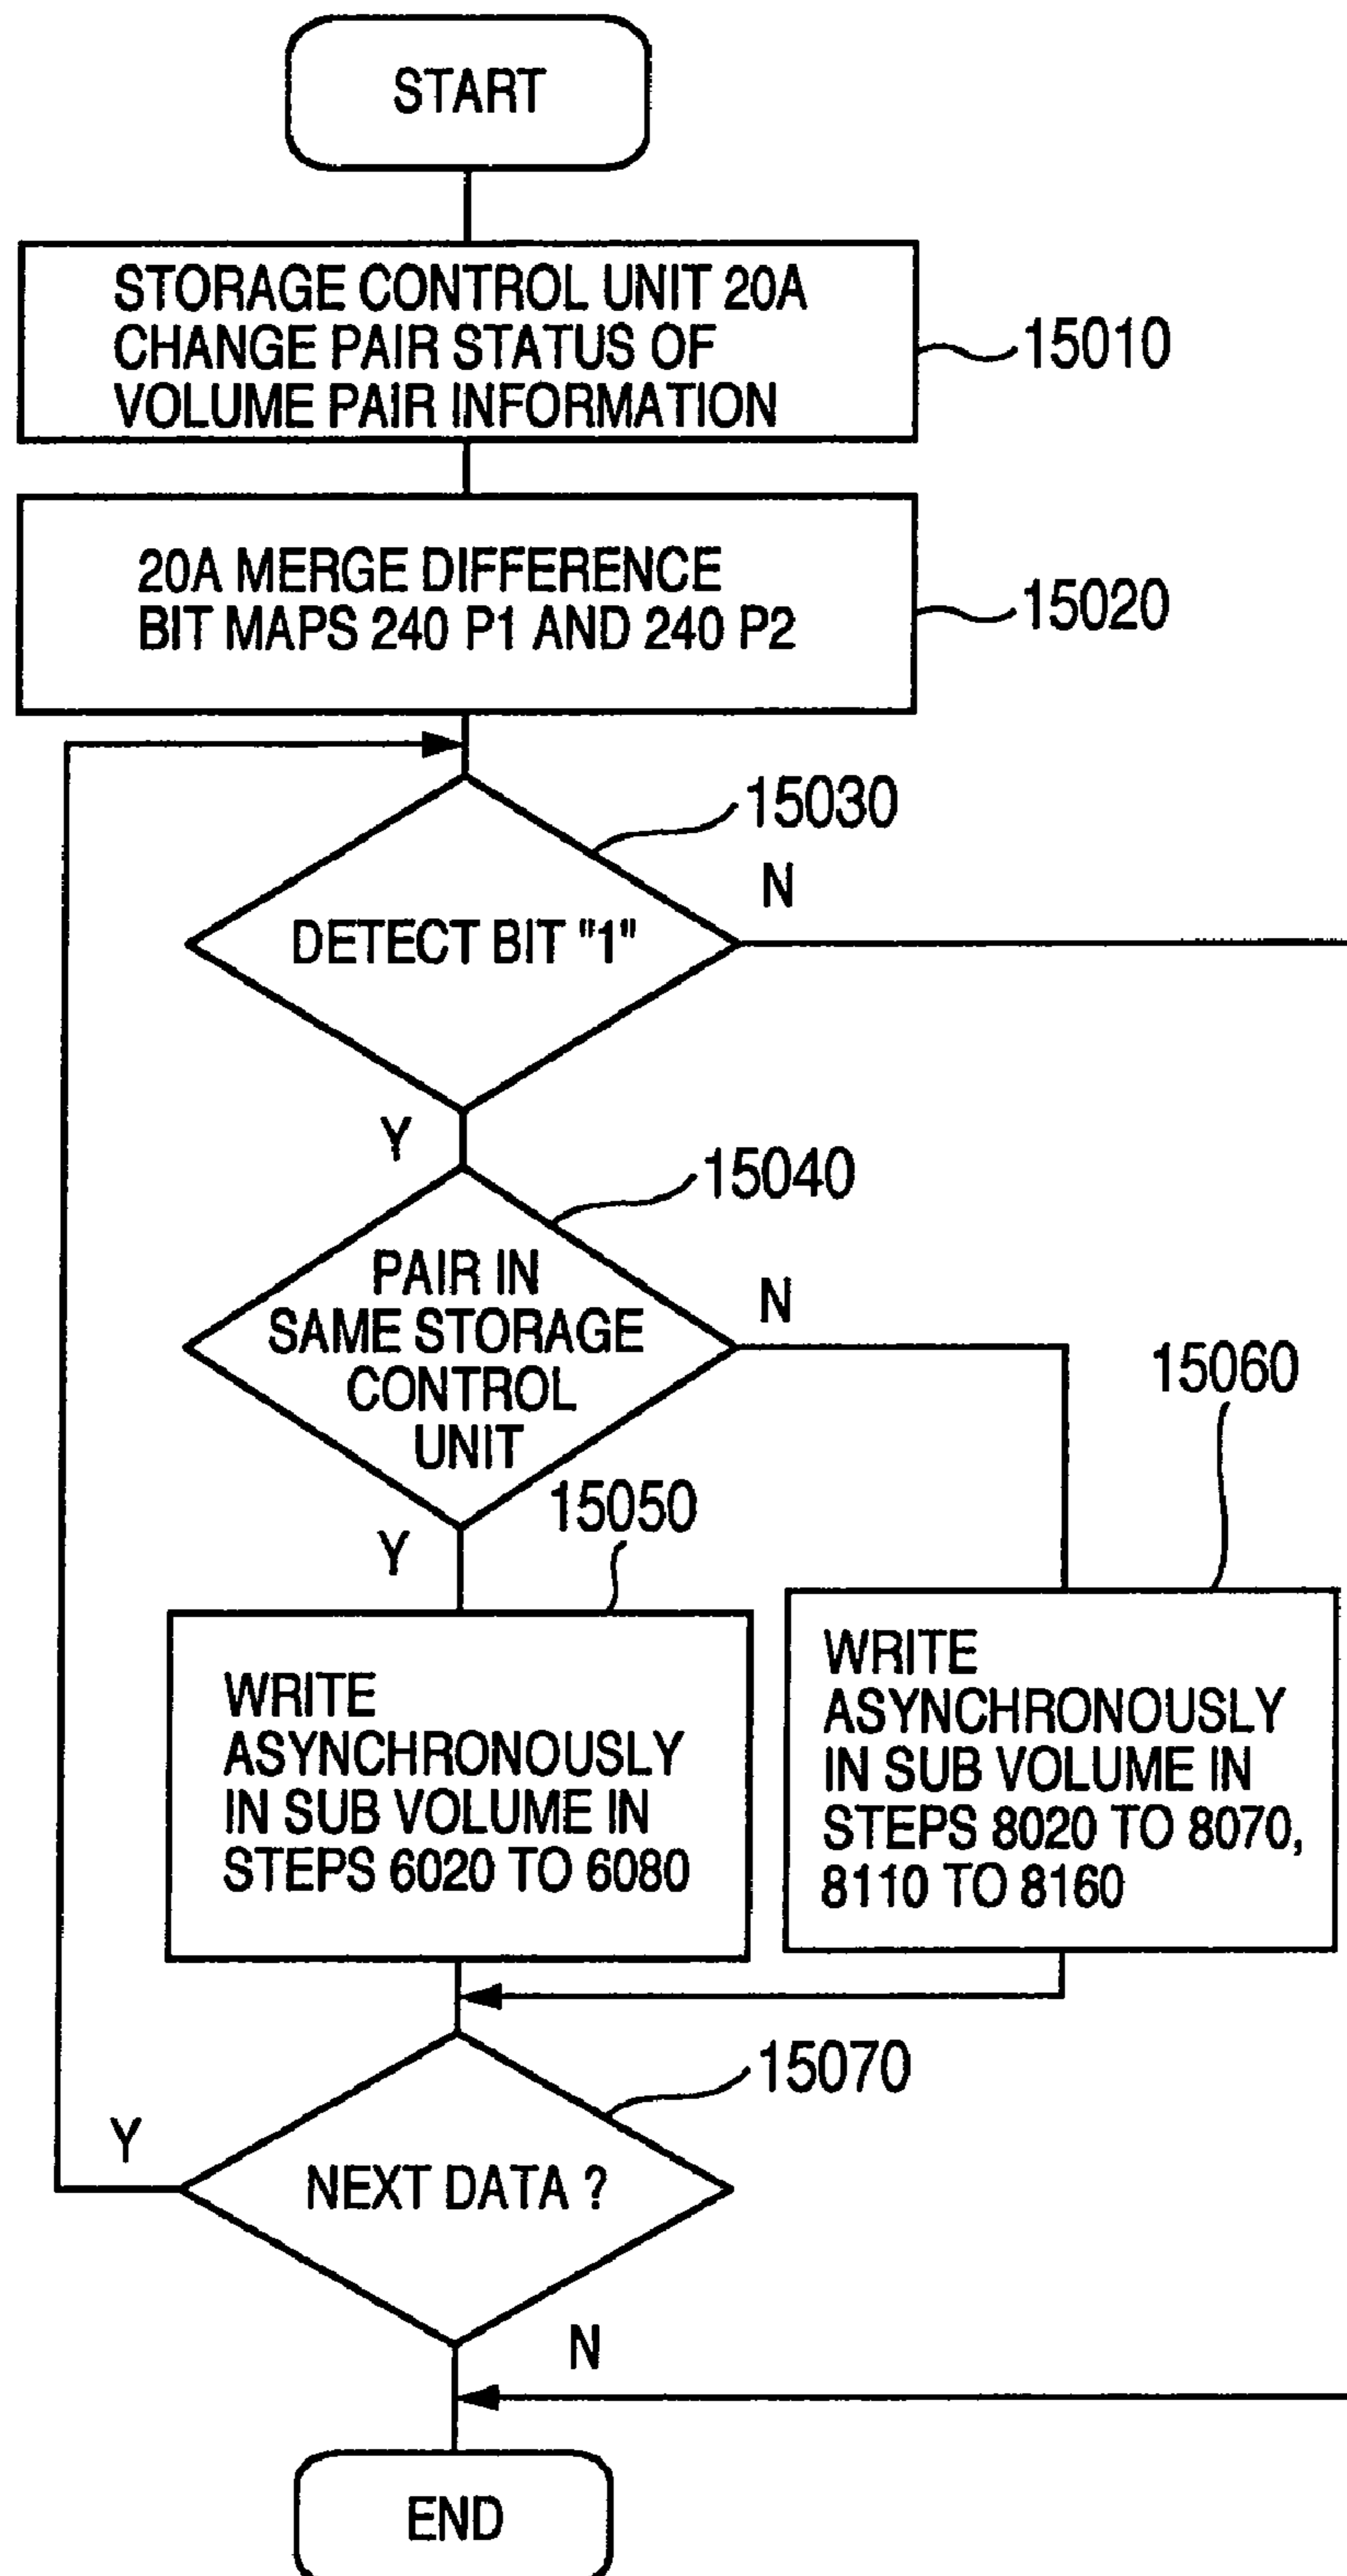 START
STORAGE CONTROL UNIT 20A
CHANGE PAIR STATUS OF
VOLUME PAIR INFORMATION
15010
20A MERGE DIFFERENCE
BIT MAPS 240 P1 AND 240 P2
15020
15030
DETECT BIT "1"
N
Y
15040
PAIR IN
SAME STORAGE
CONTROL
UNIT
N
15060
Y
15050
WRITE
ASYNCHRONOUSLY
IN SUB VOLUME IN
STEPS 6020 TO 6080
WRITE
ASYNCHRONOUSLY
IN SUB VOLUME IN
STEPS 8020 TO 8070,
8110 TO 8160
15070
Y
NEXT DATA ?
N
END